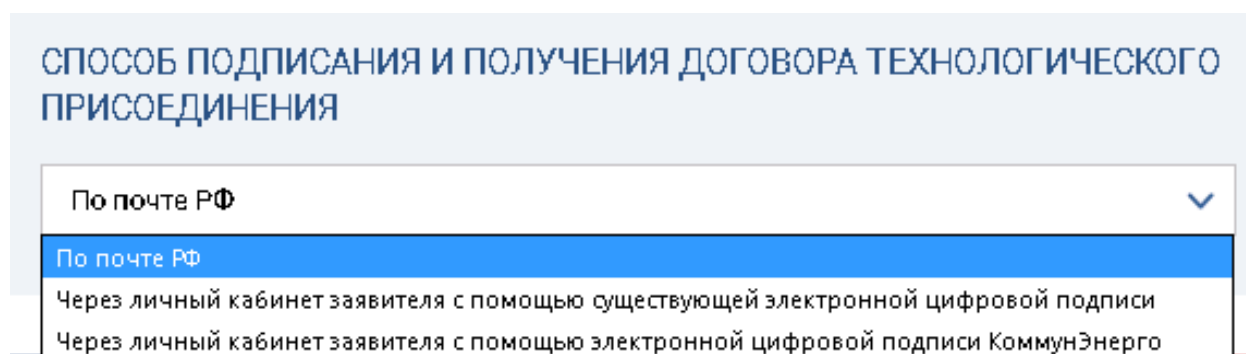 СПОСОБ ПОДПИСАНИЯ И ПОЛУЧЕНИЯ ДОГОВОРА ТЕХНОЛОГИЧЕСКОГО
ПРИСОЕДИНЕНИЯ
По почте РФ
По почте РФ
Через личный кабинет заявителя с помощью существующей электронной цифровой подписи
Через личный кабинет заявителя с помощью электронной цифровой подписи КоммунЭнерго